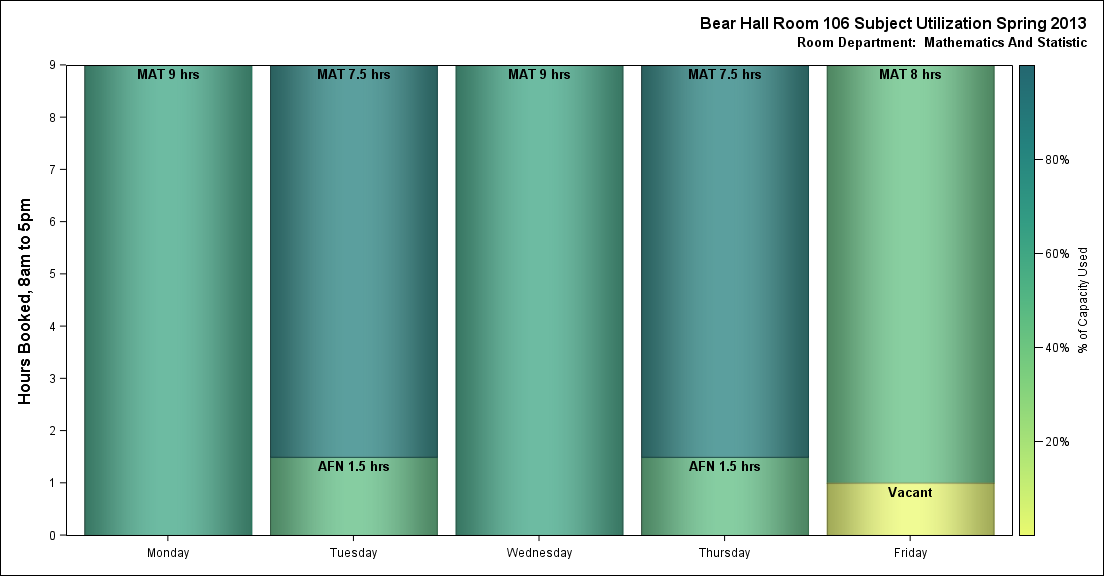 Bear Hall Room 106 Subject Utilization Spring 2013
Room Department:  Mathematics And Statistic
Hours Booked, 8am to 5pm
9
8
7
6
5
4
3
2
1
0
MAT 9 hrs
MAT 7.5 hrs
MAT 9 hrs
MAT 7.5 hrs
MAT 8 hrs
AFN 1.5 hrs
AFN 1.5 hrs
Vacant
Monday
Tuesday
Wednesday
Thursday
Friday
80%
60%
40%
20%
% of Capacity Used